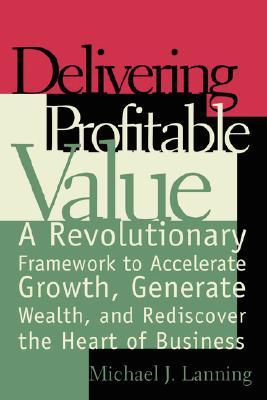 Delivering
Profitable
Value
A Revolutionary
Framework to Accelerate
Growth, Generate
Wealth, and Rediscover
the Heart of Business
Michael J. Lanning